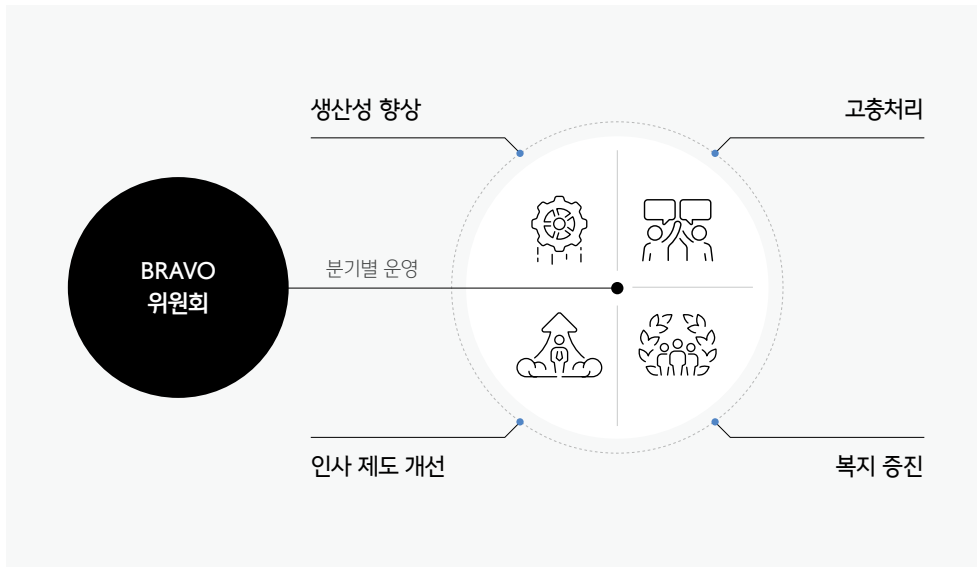 생산성 향상
고충처리
BRAVO
위원회
분기별 운영
인사 제도 개선
복지 증진